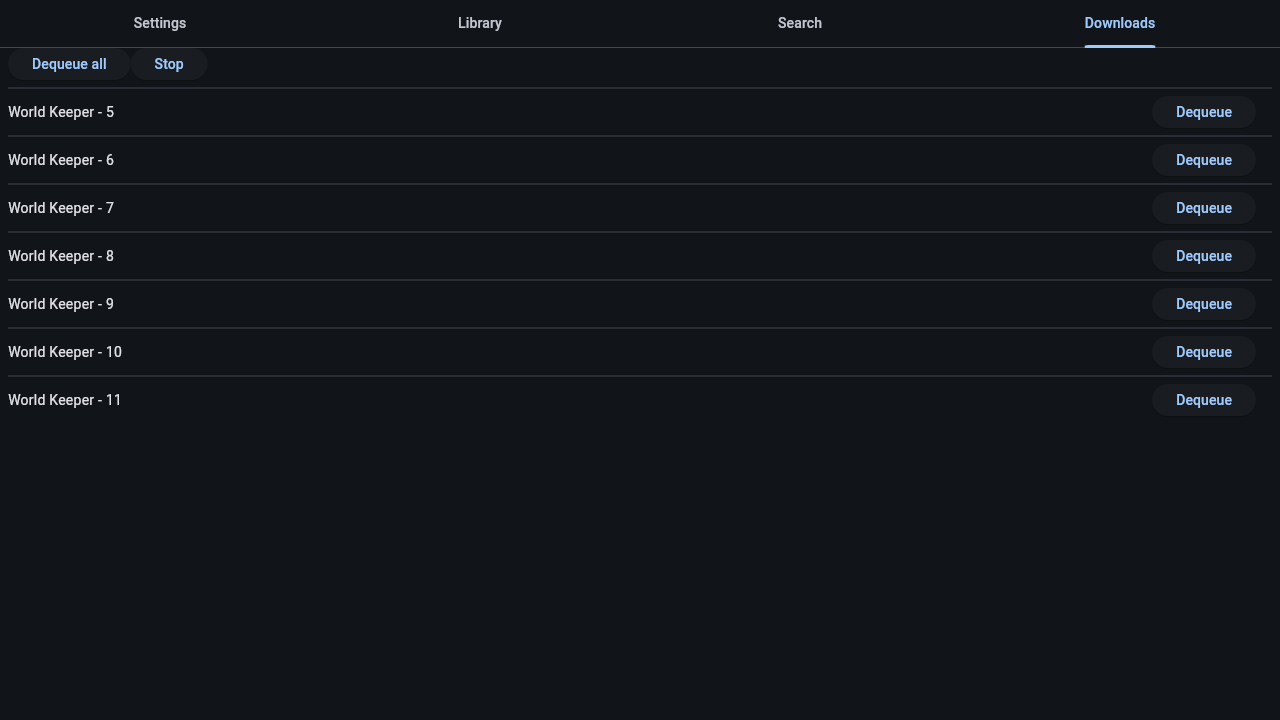 Settings Library Search Downloads
Dequeue all Stop
World Keeper - 5 Dequeue
World Keeper - 6 Dequeue
World Keeper - 7 Dequeue
World Keeper - 8 Dequeue
World Keeper - 9 Dequeue
World Keeper - 10 Dequeue
World Keeper - 11 Dequeue